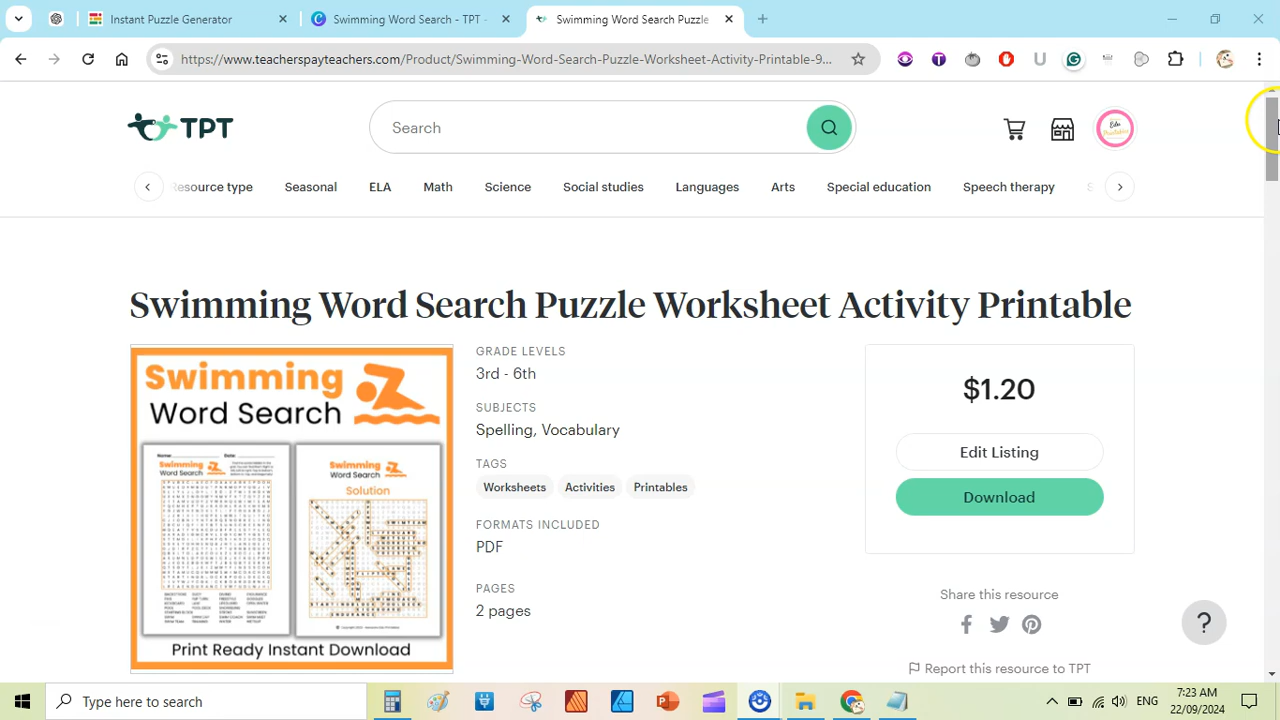 Instant Puzzle Generator
Swimming Word Search - TPT -
Swimming Word Search Puzzle
https://www.teacherspayteachers.com/Product/Swimming-Word-Search-Puzzle-Worksheet-Activity-Printable-9...
TPT
Search
Resource type
Seasonal
ELA
Math
Science
Social studies
Languages
Arts
Special education
Speech therapy
Swimming Word Search Puzzle Worksheet Activity Printable
Swimming
Word Search
Name:
Date:
Swimming
Word Search
Swimming
Word Search
Solution
Print Ready Instant Download
GRADE LEVELS
3rd - 6th
SUBJECTS
Spelling, Vocabulary
TAGS
Worksheets
Activities
Printables
FORMATS INCLUDED
PDF
PAGES
2 pages
$1.20
Edit Listing
Download
Share this resource
Report this resource to TPT
?
Type here to search
ENG
7:23 AM
22/09/2024